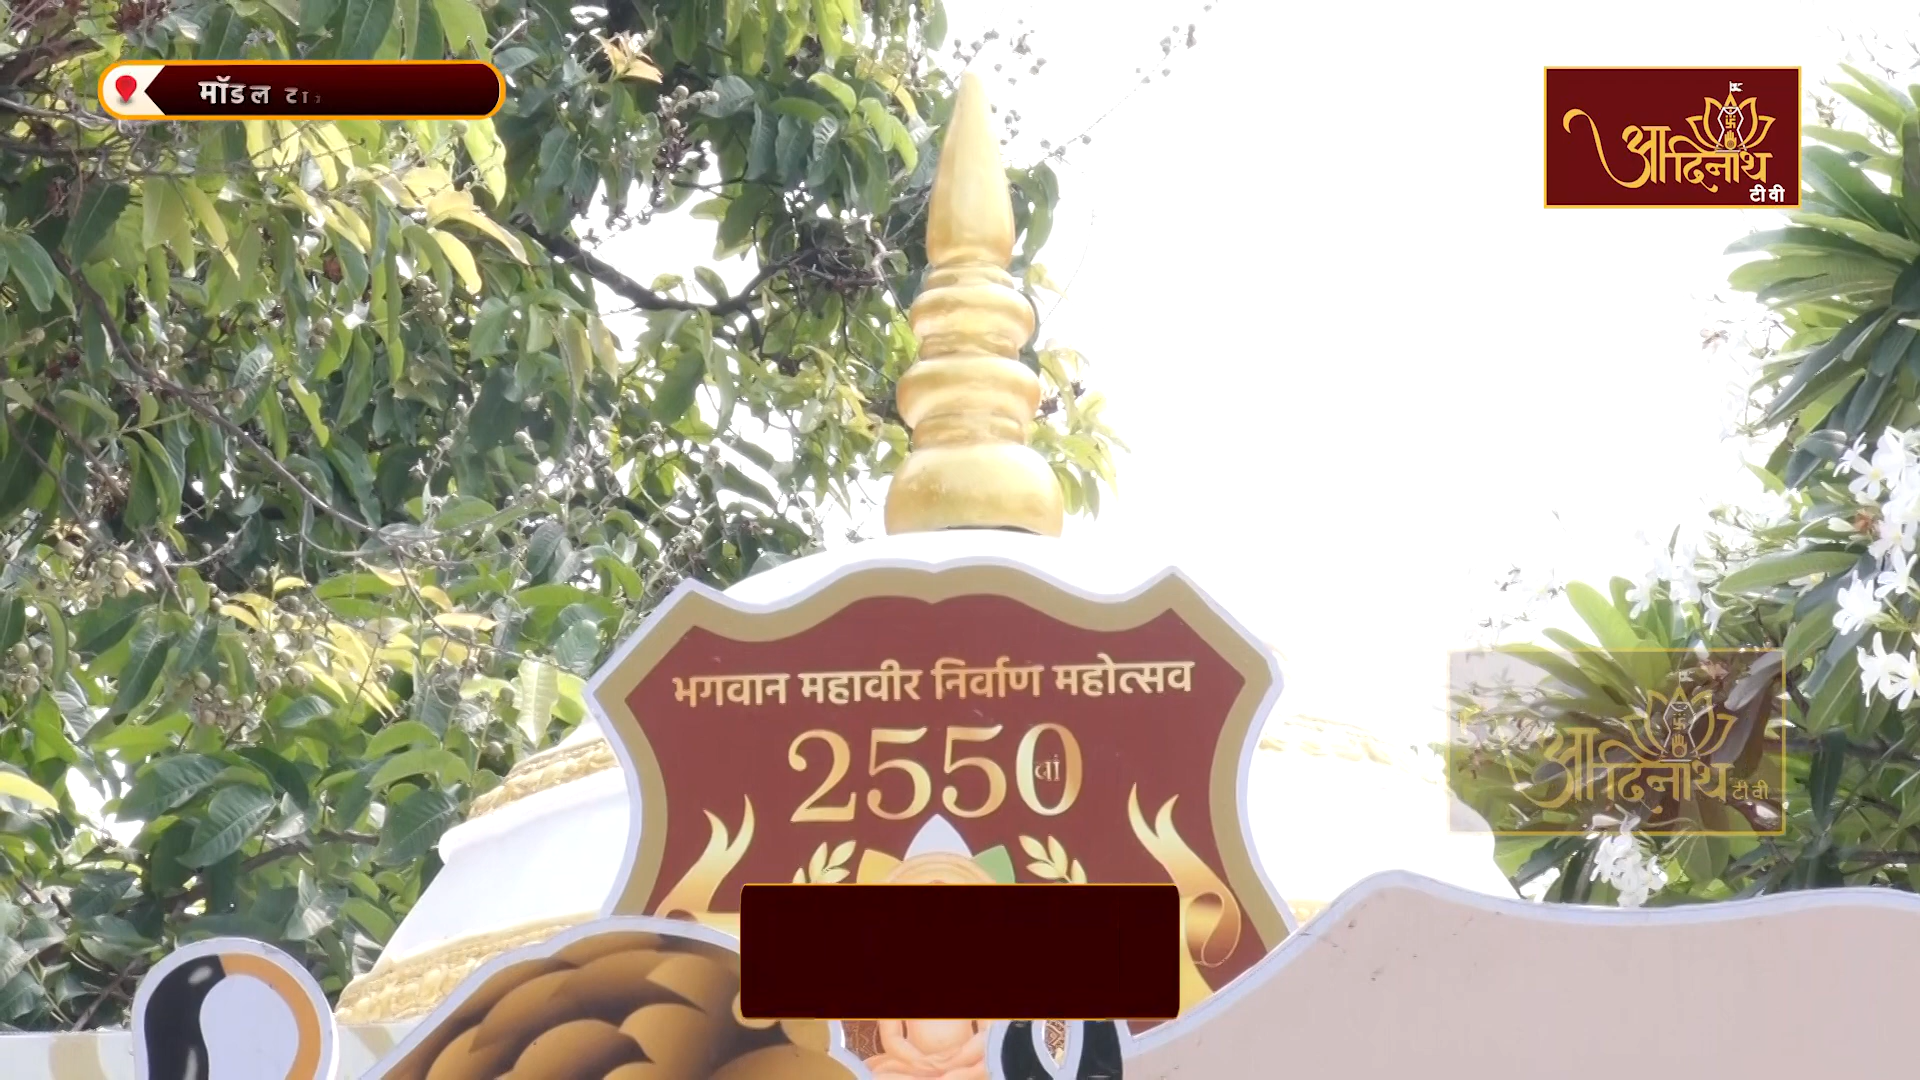 मॉडल
आदिनाथ
टीवी
भगवान महावीर निर्वाण महोत्सव
2550वां
आदिनाथ टीवी